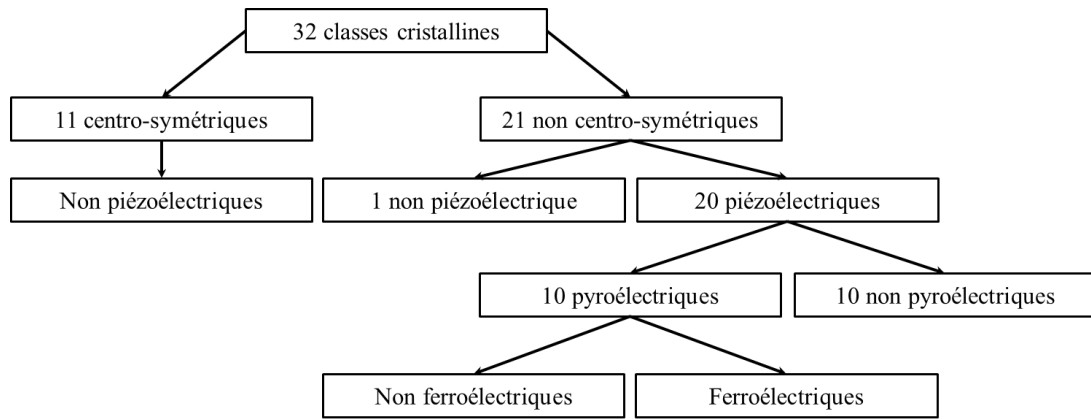 32 classes cristallines
11 centro-symétriques
21 non centro-symétriques
Non piézoélectriques
1 non piézoélectrique
20 piézoélectriques
10 pyroélectriques
10 non pyroélectriques
Non ferroélectriques
Ferroélectriques